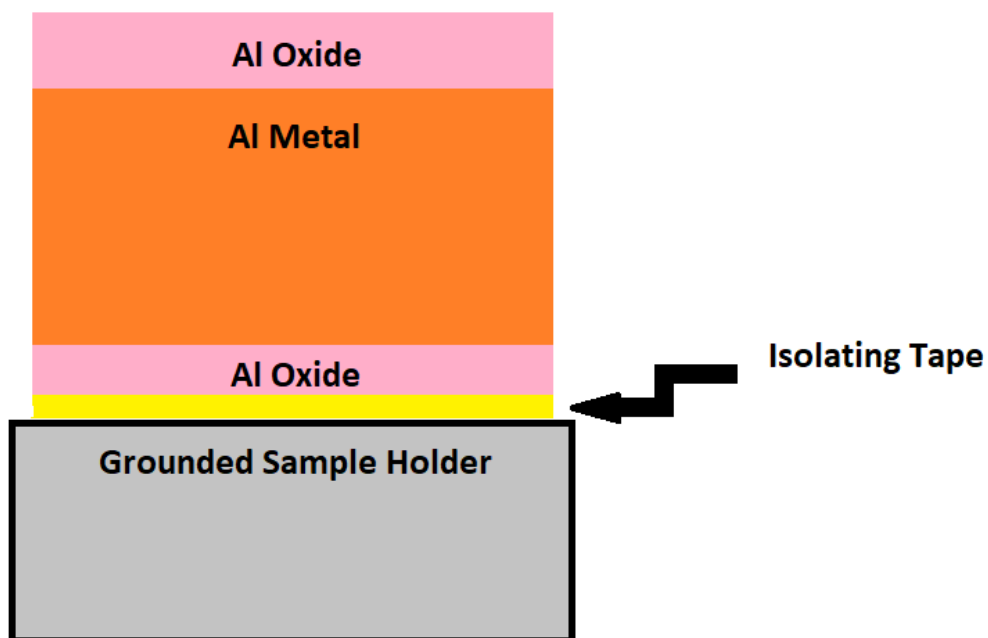 Al Oxide
Al Metal
Al Oxide
Isolating Tape
Grounded Sample Holder